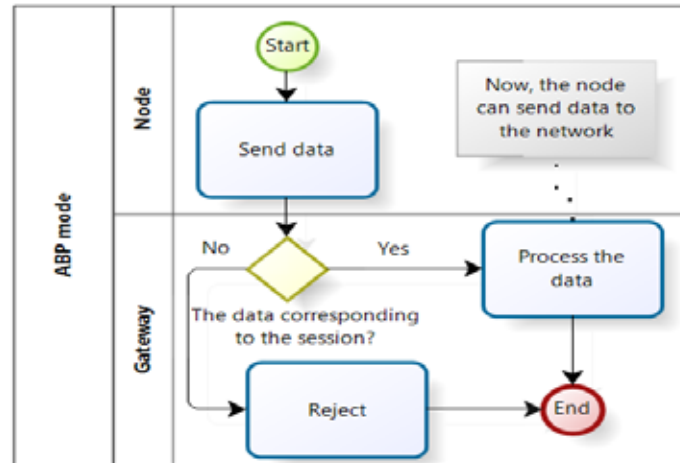 ABP mode
Node
Start
Send data
Now, the node
can send data to
the network
Gateway
No
Yes
The data corresponding
to the session?
Process the
data
Reject
End